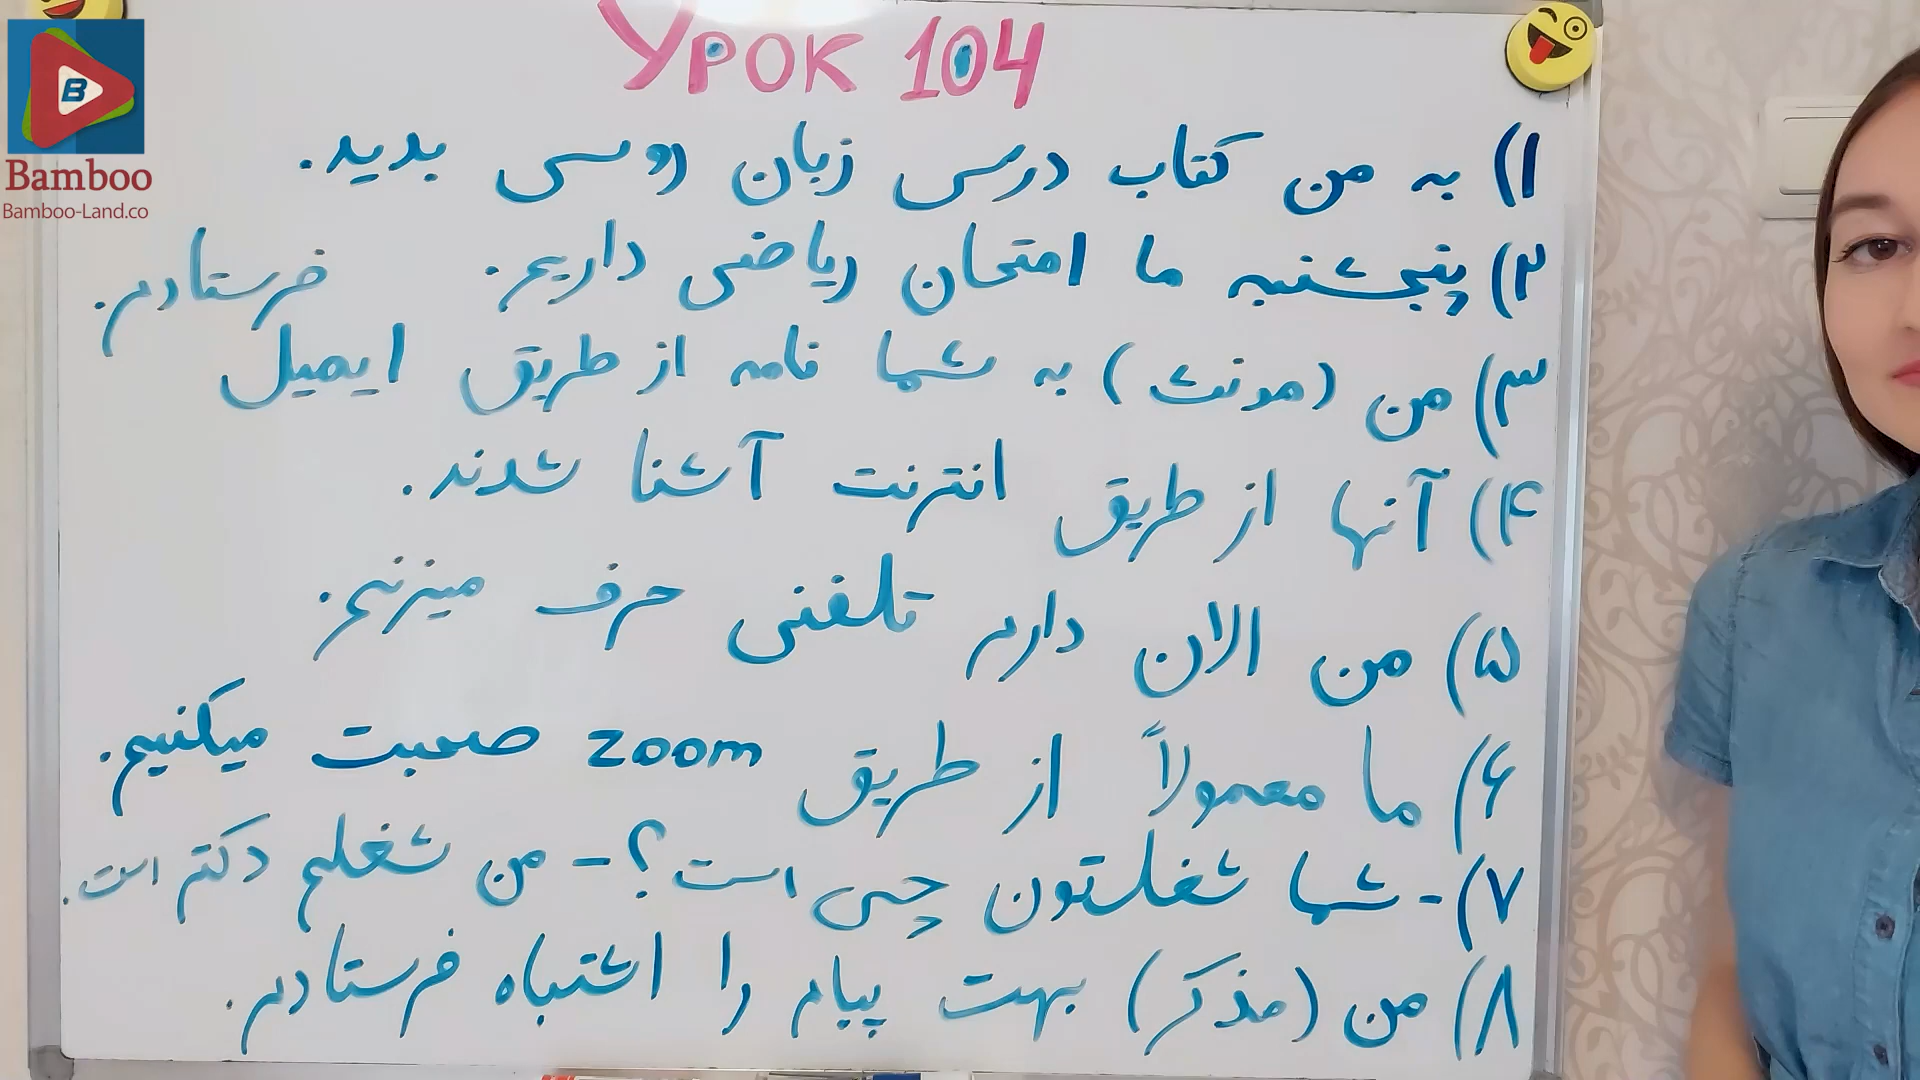 Урок 104
B
Bamboo
Bamboo-Land.co
۱) به من کتاب درس زبان روسی بدید.
۲) پنجشنبه ما امتحان ریاضی داریم.
۳) من (مونث) به شما نامه از طریق ایمیل فرستادم.
۴) آنها از طریق انترنت آشنا شدند.
۵) من الان دارم تلفنی حرف میزنم.
۶) ما معمولاً از طریق zoom صحبت میکنیم.
۷) - شما شغلتون چی است؟ - من شغلم دکتر است.
۸) من (مذکر) بهت پیام را اشتباه فرستادم.